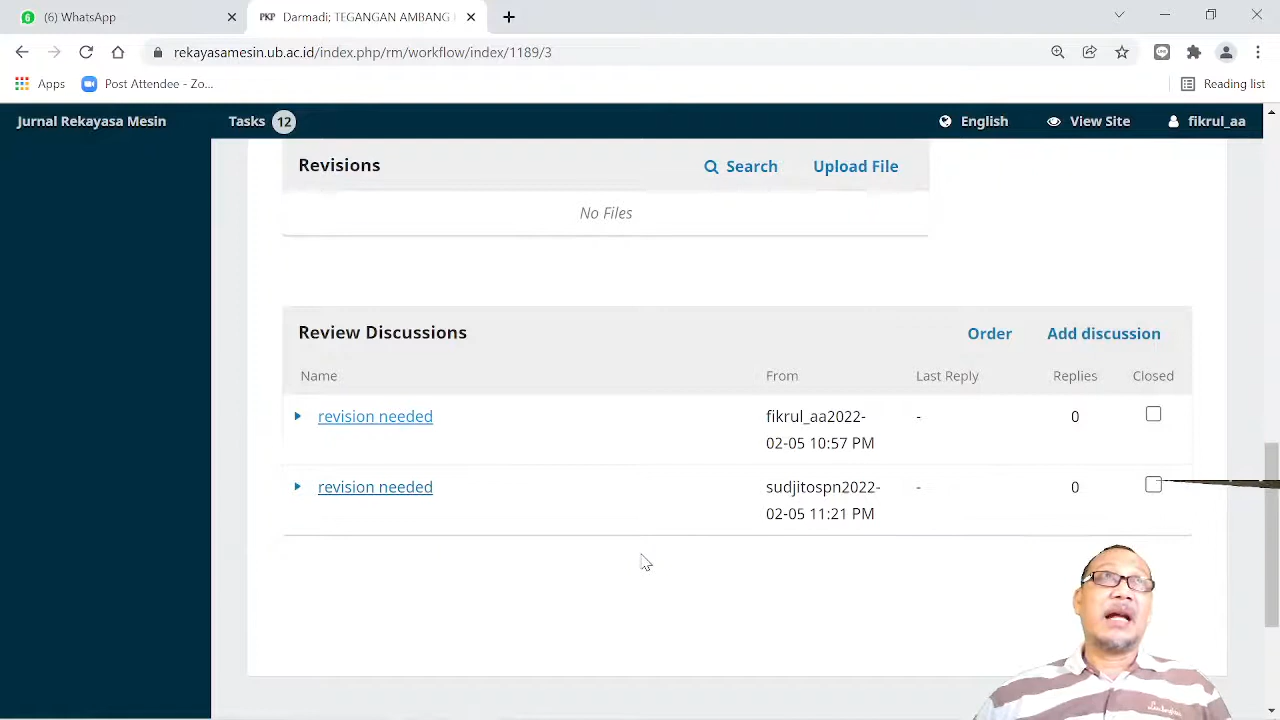 (6) WhatsApp
PKP Darmadi: TEGANGAN AMBANG
rekayasamesin.ub.ac.id/index.php/rm/workflow/index/1189/3
Apps
Post Attendee - Zo...
Reading list
Jurnal Rekayasa Mesin
Tasks 12
English
View Site
fikrul_aa
Revisions
Search
Upload File
No Files
Review Discussions
Order
Add discussion
Name From Last Reply Replies Closed
revision needed fikrul_aa2022- - 0
02-05 10:57 PM
revision needed sudjitospn2022- - 0
02-05 11:21 PM